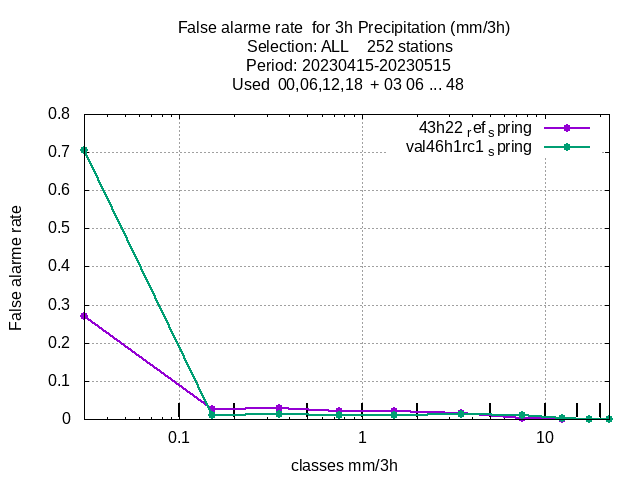 False alarme rate  for 3h Precipitation (mm/3h)
Selection: ALL    252 stations
Period: 20230415-20230515
Used  00,06,12,18  + 03 06 ... 48
43h22 ref spring
val46h1rc1 spring
False alarme rate
0.8
0.7
0.6
0.5
0.4
0.3
0.2
0.1
0
0.1 1 10
classes mm/3h